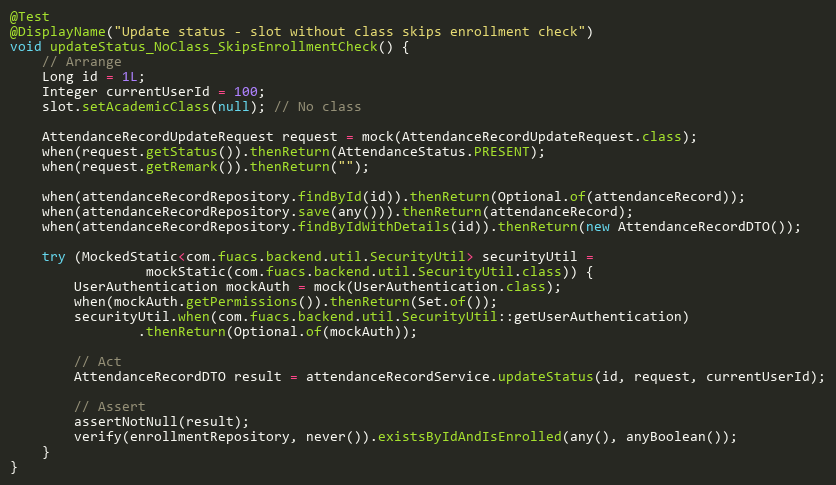 @Test
@DisplayName("Update status - slot without class skips enrollment check")
void updateStatus_NoClass_SkipsEnrollmentCheck() {
    // Arrange
    Long id = 1L;
    Integer currentUserId = 100;
    slot.setAcademicClass(null); // No class

    AttendanceRecordUpdateRequest request = mock(AttendanceRecordUpdateRequest.class);
    when(request.getStatus()).thenReturn(AttendanceStatus.PRESENT);
    when(request.getRemark()).thenReturn("");

    when(attendanceRecordRepository.findById(id)).thenReturn(Optional.of(attendanceRecord));
    when(attendanceRecordRepository.save(any())).thenReturn(attendanceRecord);
    when(attendanceRecordRepository.findByIdWithDetails(id)).thenReturn(new AttendanceRecordDTO());

    try (MockedStatic<com.fuacs.backend.util.SecurityUtil> securityUtil =
                 mockStatic(com.fuacs.backend.util.SecurityUtil.class)) {
        UserAuthentication mockAuth = mock(UserAuthentication.class);
        when(mockAuth.getPermissions()).thenReturn(Set.of());
        securityUtil.when(com.fuacs.backend.util.SecurityUtil::getUserAuthentication)
                .thenReturn(Optional.of(mockAuth));

        // Act
        AttendanceRecordDTO result = attendanceRecordService.updateStatus(id, request, currentUserId);

        // Assert
        assertNotNull(result);
        verify(enrollmentRepository, never()).existsByIdAndIsEnrolled(any(), anyBoolean());
    }
}